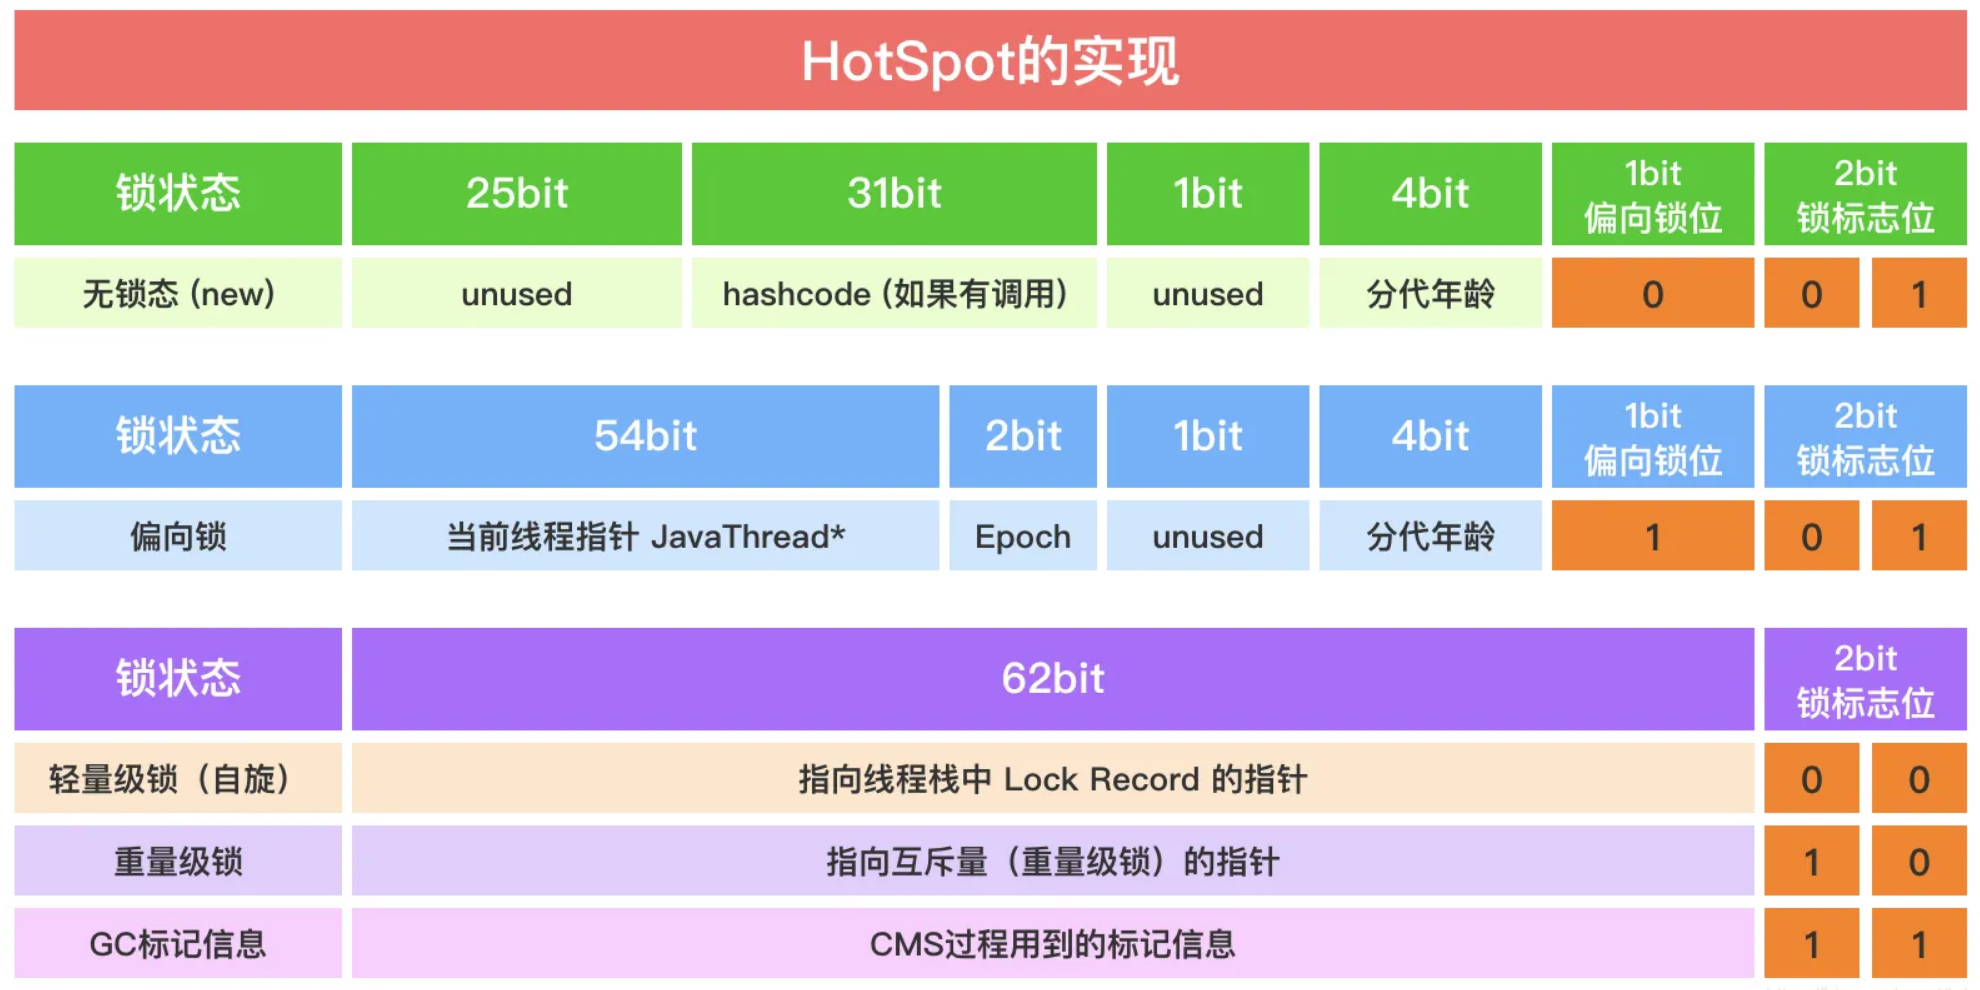 HotSpot的实现
锁状态 25bit 31bit 1bit 4bit 1bit 偏向锁位 2bit 锁标志位
无锁态 (new) unused hashcode (如果有调用) unused 分代年龄 0 0 1
锁状态 54bit 2bit 1bit 4bit 1bit 偏向锁位 2bit 锁标志位
偏向锁 当前线程指针 JavaThread* Epoch unused 分代年龄 1 0 1
锁状态 62bit 2bit 锁标志位
轻量级锁（自旋） 指向线程栈中 Lock Record 的指针 0 0
重量级锁 指向互斥量（重量级锁）的指针 1 0
GC标记信息 CMS过程用到的标记信息 1 1